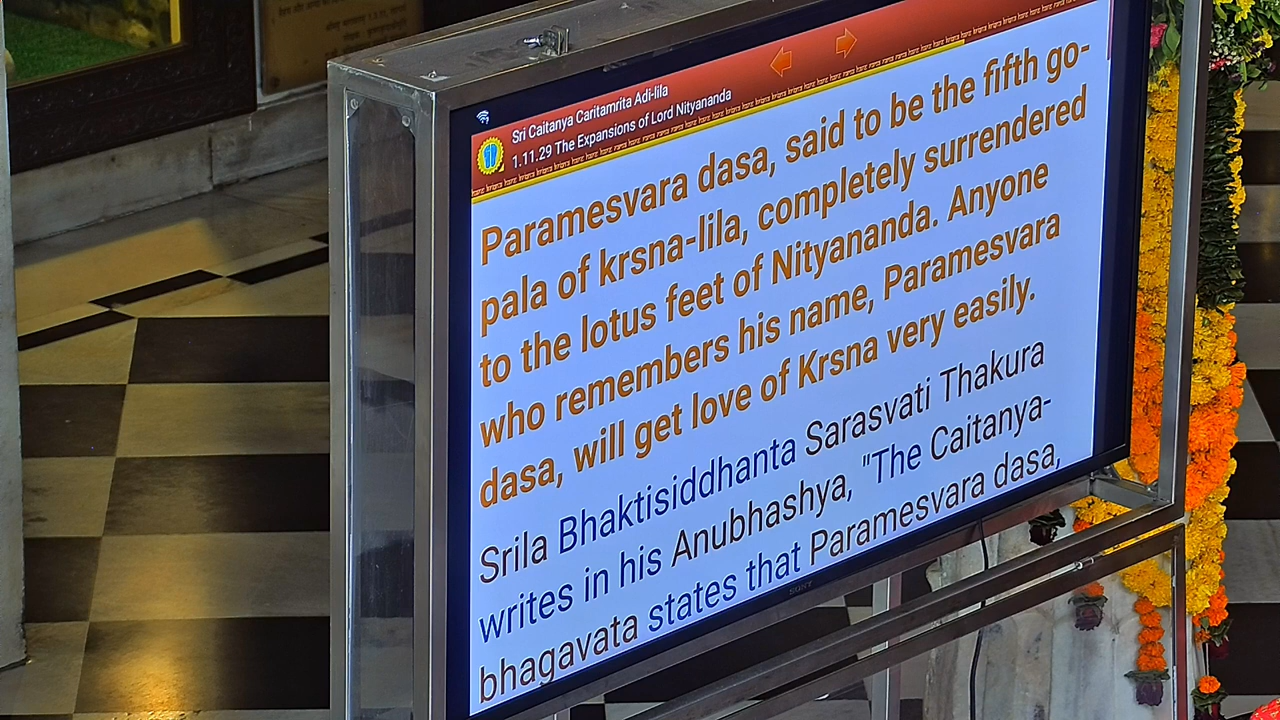 Sri Caitanya Caritamrita Adi-lila
1.11.29 The Expansions of Lord Nityananda
Paramesvara dasa, said to be the fifth go-
pala of krsna-lila, completely surrendered
to the lotus feet of Nityananda. Anyone
who remembers his name, Paramesvara
dasa, will get love of Krsna very easily.
Srila Bhaktisiddhanta Sarasvati Thakura
writes in his Anubhashya, "The Caitanya-
bhagavata states that Paramesvara dasa,
SONY